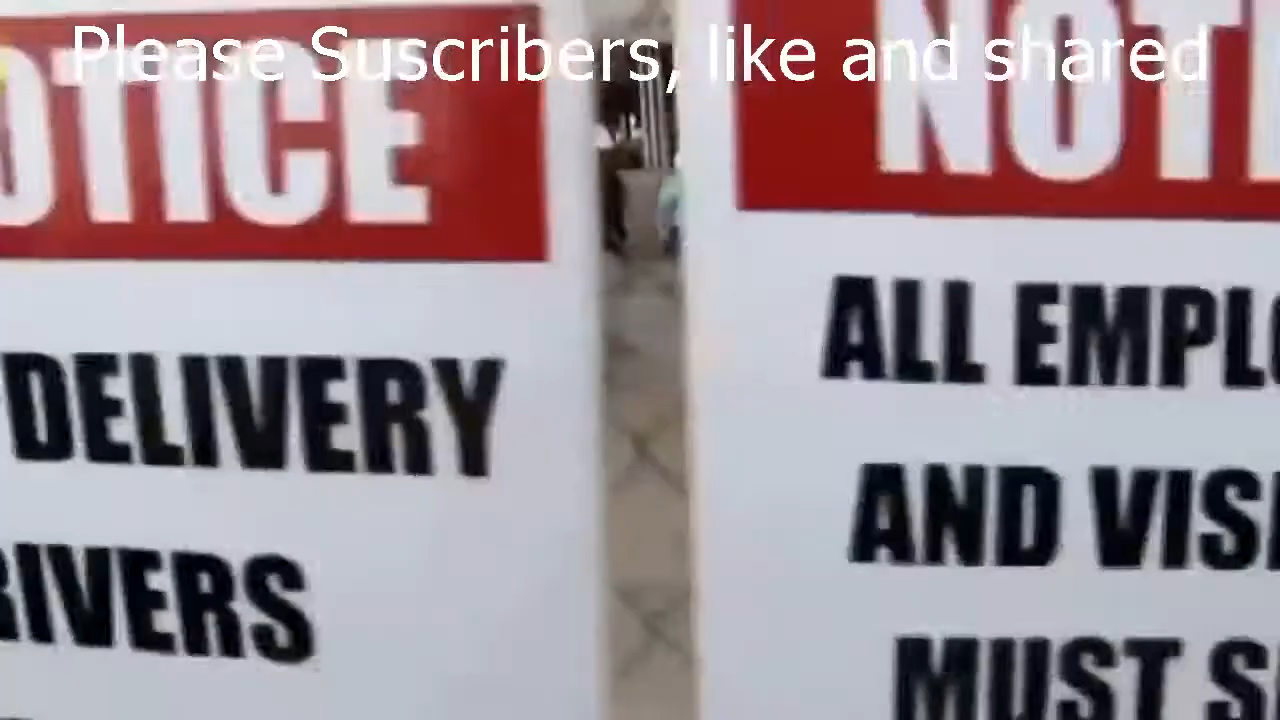 Please Suscribers, like and shared
OTICE
DELIVERY
RIVERS
NOT
ALL EMPL
AND VIS
MUST S